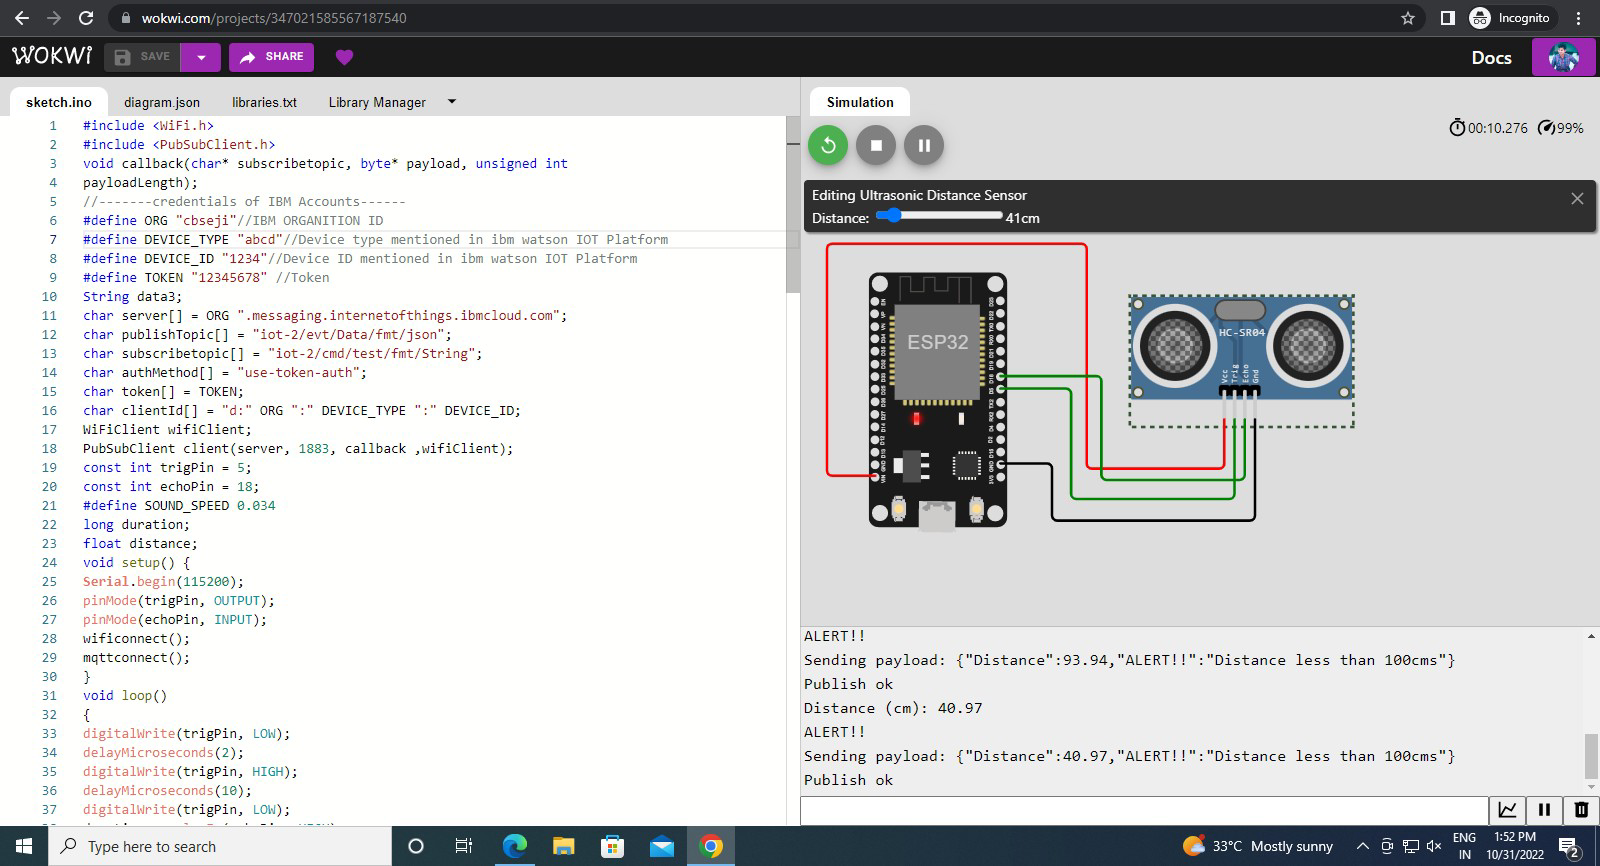 wokwi.com/projects/347021585567187540
Incognito
WOKWi
SAVE
SHARE
Docs
sketch.ino
diagram.json
libraries.txt
Library Manager
1 #include <WiFi.h>
2 #include <PubSubClient.h>
3 void callback(char* subscribetopic, byte* payload, unsigned int
4 payloadLength);
5 //-------credentials of IBM Accounts------
6 #define ORG "cbseji"//IBM ORGANITION ID
7 #define DEVICE_TYPE "abcd"//Device type mentioned in ibm watson IOT Platform
8 #define DEVICE_ID "1234"//Device ID mentioned in ibm watson IOT Platform
9 #define TOKEN "12345678" //Token
10 String data3;
11 char server[] = ORG ".messaging.internetofthings.ibmcloud.com";
12 char publishTopic[] = "iot-2/evt/Data/fmt/json";
13 char subscribetopic[] = "iot-2/cmd/test/fmt/String";
14 char authMethod[] = "use-token-auth";
15 char token[] = TOKEN;
16 char clientId[] = "d:" ORG ":" DEVICE_TYPE ":" DEVICE_ID;
17 WiFiClient wifiClient;
18 PubSubClient client(server, 1883, callback ,wifiClient);
19 const int trigPin = 5;
20 const int echoPin = 18;
21 #define SOUND_SPEED 0.034
22 long duration;
23 float distance;
24 void setup() {
25 Serial.begin(115200);
26 pinMode(trigPin, OUTPUT);
27 pinMode(echoPin, INPUT);
28 wificonnect();
29 mqttconnect();
30 }
31 void loop()
32 {
33 digitalWrite(trigPin, LOW);
34 delayMicroseconds(2);
35 digitalWrite(trigPin, HIGH);
36 delayMicroseconds(10);
37 digitalWrite(trigPin, LOW);
Simulation
00:10.276
99%
Editing Ultrasonic Distance Sensor
Distance: 41cm
ESP32
HC-SR04
Vcc
Trig
Echo
Gnd
ALERT!!
Sending payload: {"Distance":93.94,"ALERT!!":"Distance less than 100cms"}
Publish ok
Distance (cm): 40.97
ALERT!!
Sending payload: {"Distance":40.97,"ALERT!!":"Distance less than 100cms"}
Publish ok
Type here to search
33°C Mostly sunny
ENG
IN
1:52 PM
10/31/2022
2